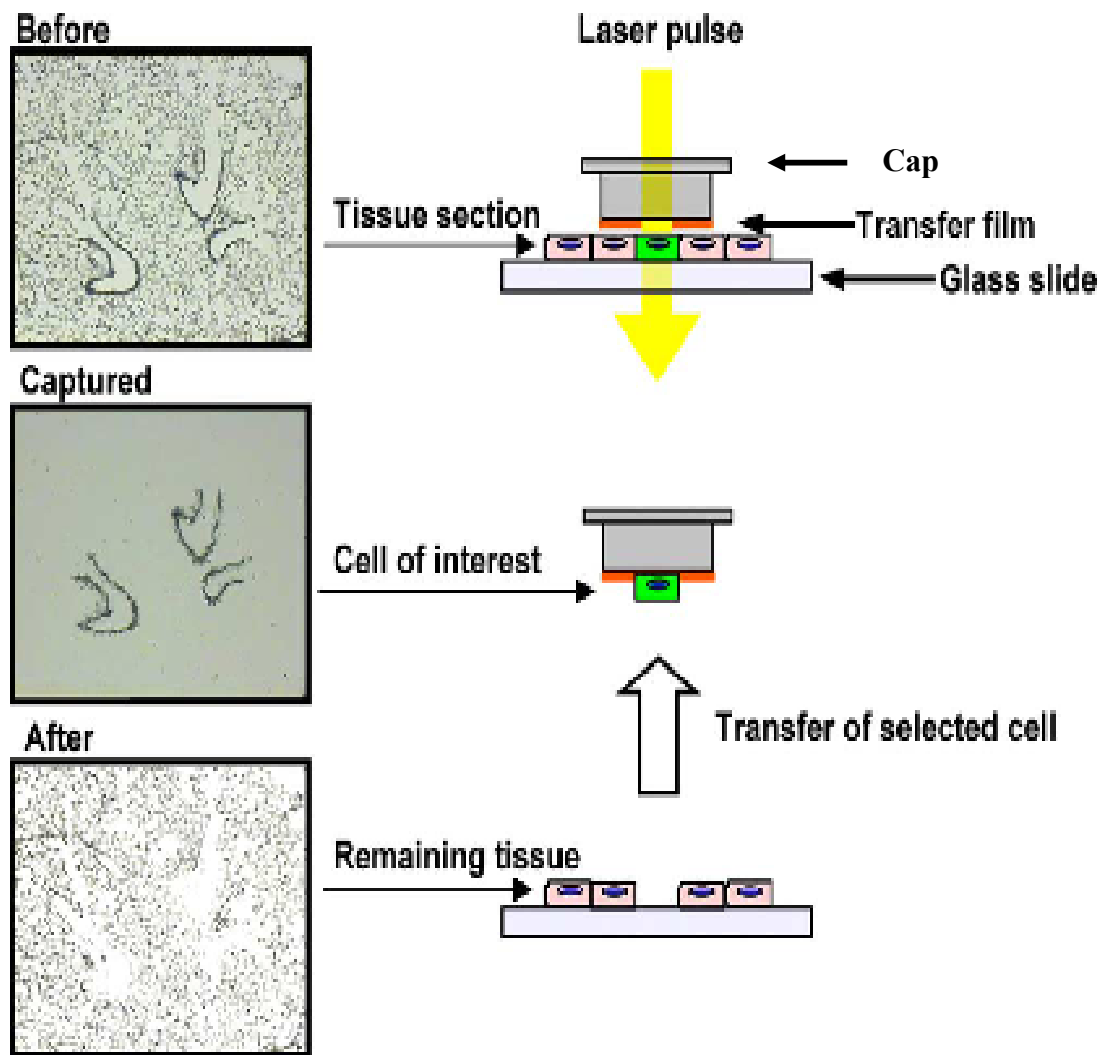 Before
Laser pulse
Cap
Tissue section
Transfer film
Glass slide
Captured
Cell of interest
After
Transfer of selected cell
Remaining tissue